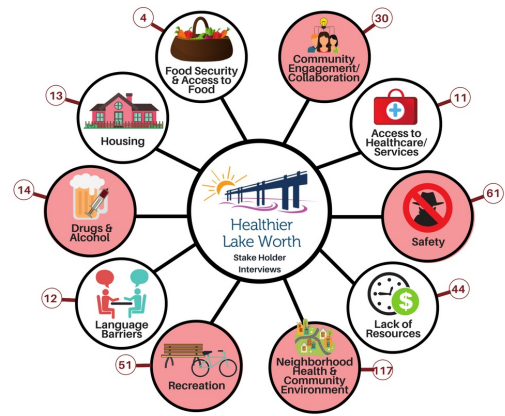 4
Food Security
& Access to
Food
30
Community
Engagement/
Collaboration
13
Housing
11
Access to
Healthcare/
Services
14
Drugs &
Alcohol
61
Safety
Healthier
Lake Worth
Stake Holder
Interviews
12
Language
Barriers
44
$
Lack of
Resources
51
Recreation
117
Neighborhood
Health &
Community
Environment